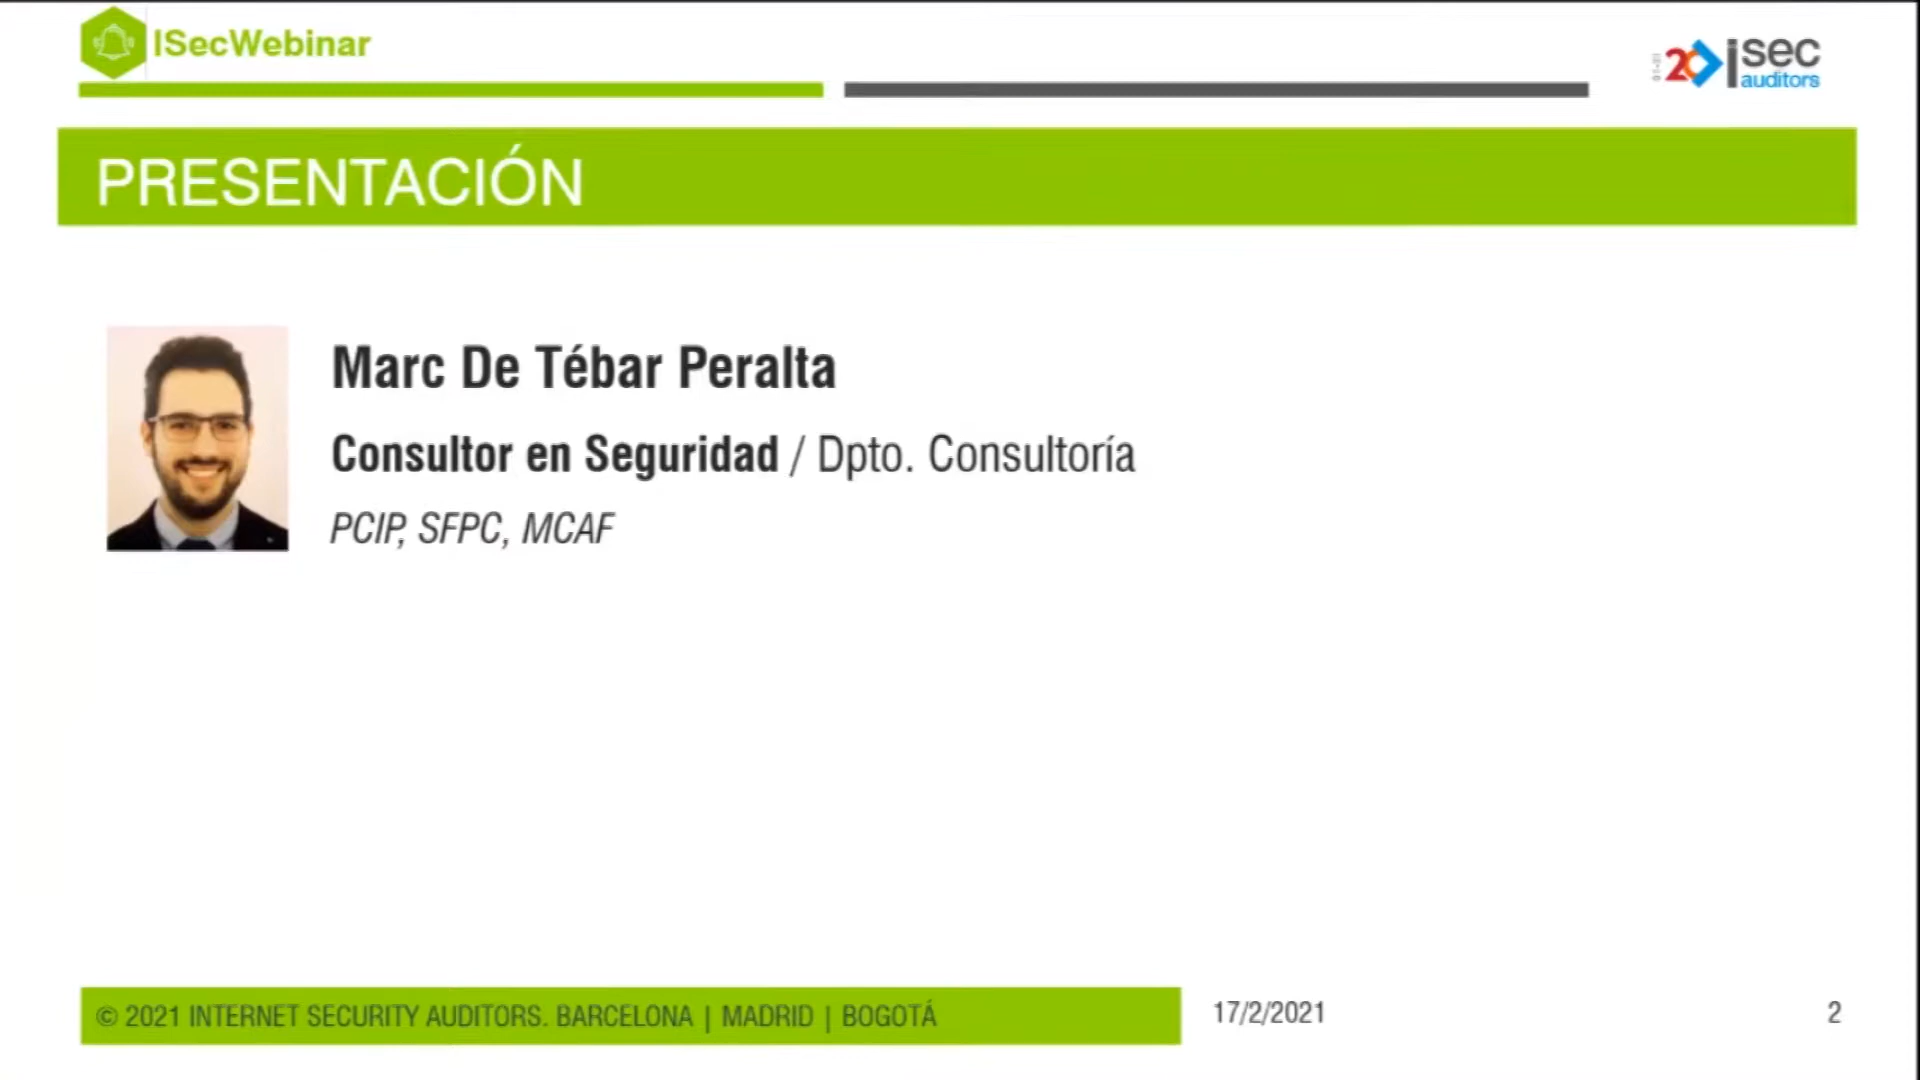 ISecWebinar
20 isec
auditors
PRESENTACIÓN
Marc De Tébar Peralta
Consultor en Seguridad / Dpto. Consultoría
PCIP, SFPC, MCAF
© 2021 INTERNET SECURITY AUDITORS. BARCELONA | MADRID | BOGOTÁ
17/2/2021
2